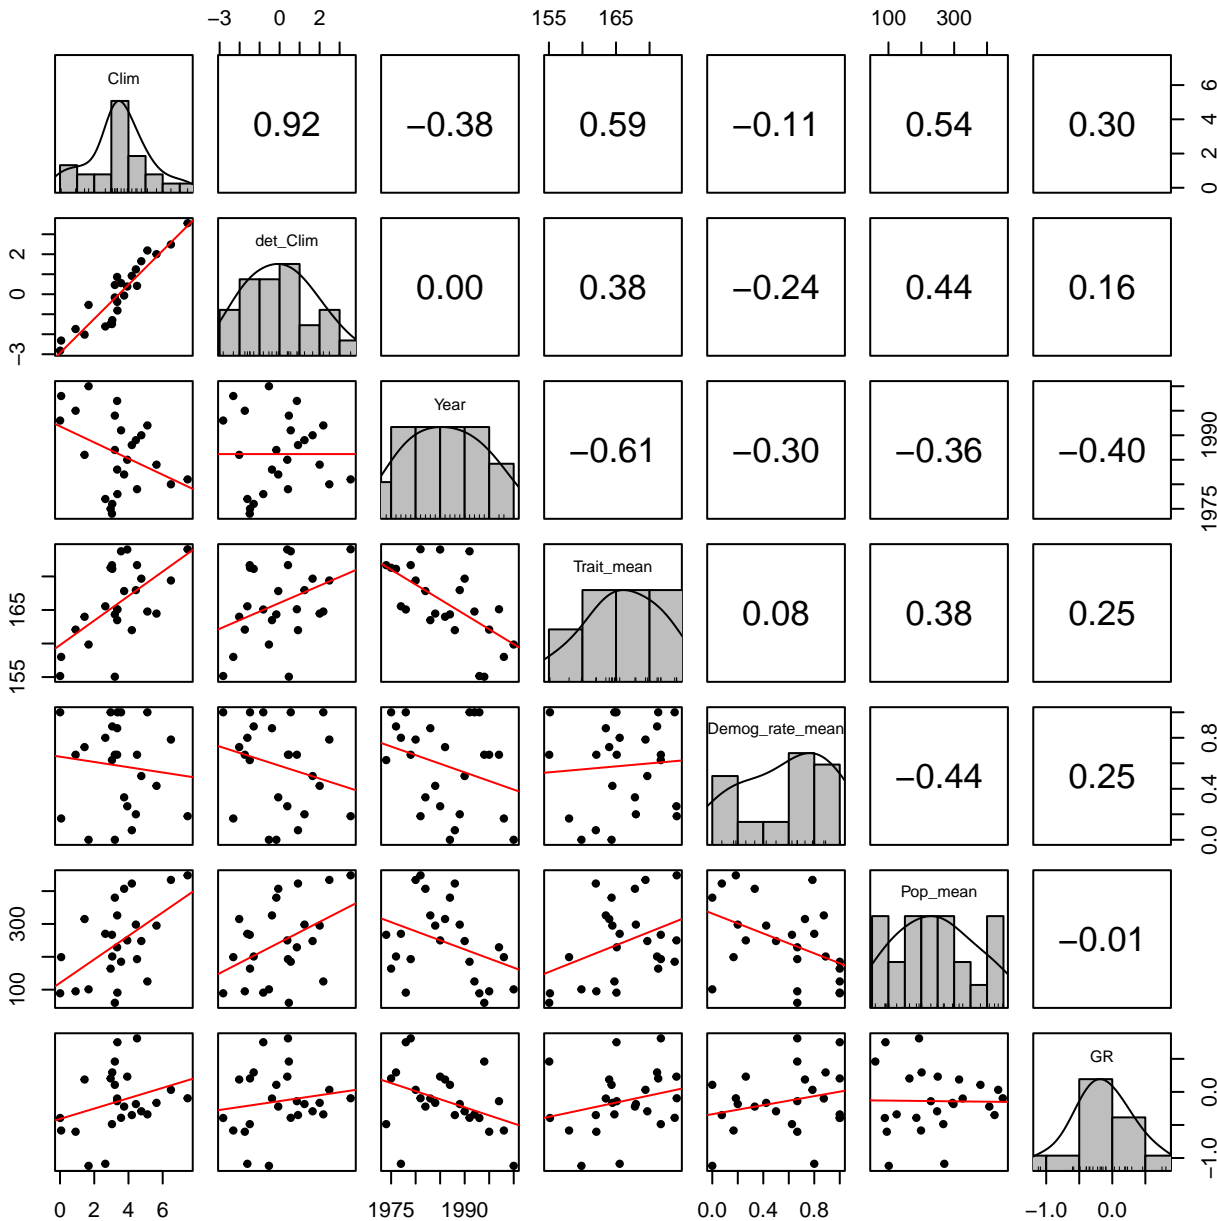 −3 0 2 155 165 100 300
Clim 0.92 −0.38 0.59 −0.11 0.54 0.30 0 2 4 6
−3 0 2 det_Clim 0.00 0.38 −0.24 0.44 0.16
Year −0.61 −0.30 −0.36 −0.40 1975 1990
155 165 Trait_mean 0.08 0.38 0.25
Demog_rate_mean −0.44 0.25 0.0 0.4 0.8
100 300 Pop_mean −0.01
GR −1.0 0.0
0 2 4 6 1975 1990 0.0 0.4 0.8 −1.0 0.0